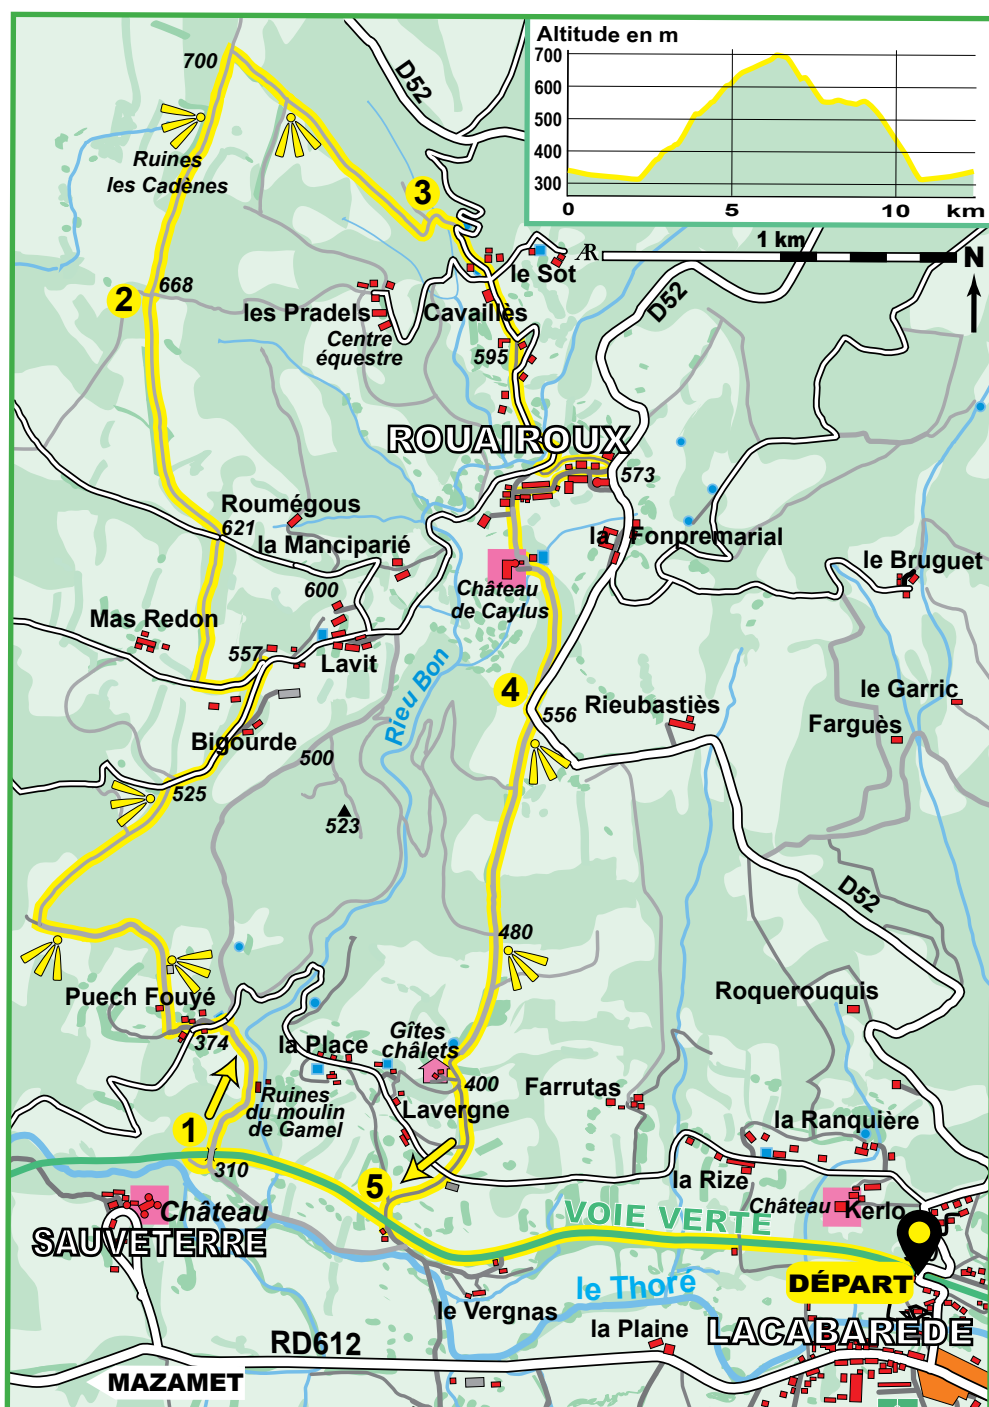 Altitude en m
700
600
500
400
300
0
5
10
km
700
D52
Ruines
les Cadènes
3
1 km
N
le Sot
2
668
les Pradels
Cavaillès
D52
Centre
équestre
595
ROUAIROUX
573
Roumégous
621
la Manciparié
la Fonpremarial
le Bruguet
600
Château
de Caylus
Mas Redon
557
Lavit
Rieu Bon
4
556
Rieubastiès
le Garric
Farguès
Bigourde
500
525
523
D52
480
Puech Fouyé
Roquerouquis
374
la Place
Gîtes
châlets
400
Farrutas
Ruines
du moulin
de Gamel
Lavergne
la Ranquière
1
310
5
la Rize
Château
Kerlo
Château
SAUVETERRE
VOIE VERTE
DÉPART
le Thoré
le Vergnas
la Plaine
LACABARÈDE
RD612
MAZAMET